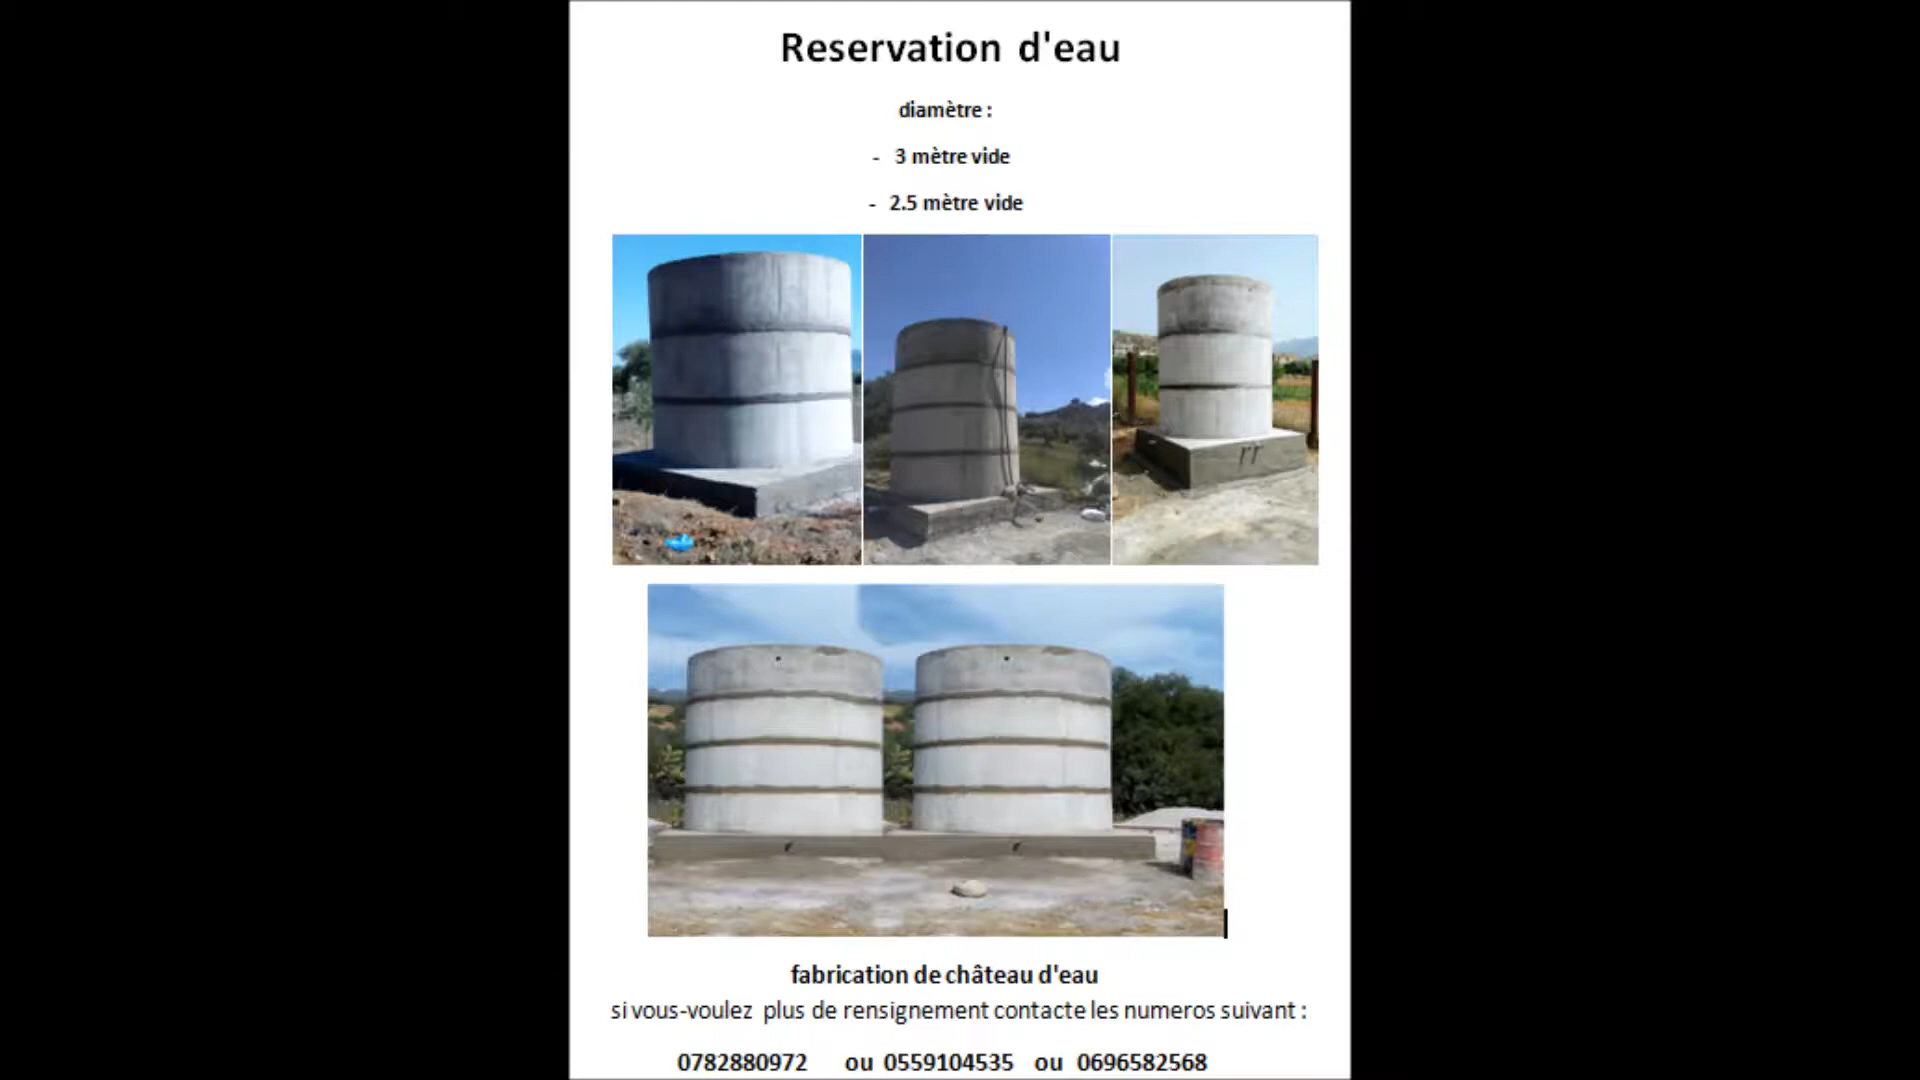 Reservation d'eau
diamètre :
- 3 mètre vide
- 2.5 mètre vide
fabrication de château d'eau
si vous-voulez plus de rensignement contacte les numeros suivant :
0782880972 ou 0559104535 ou 0696582568